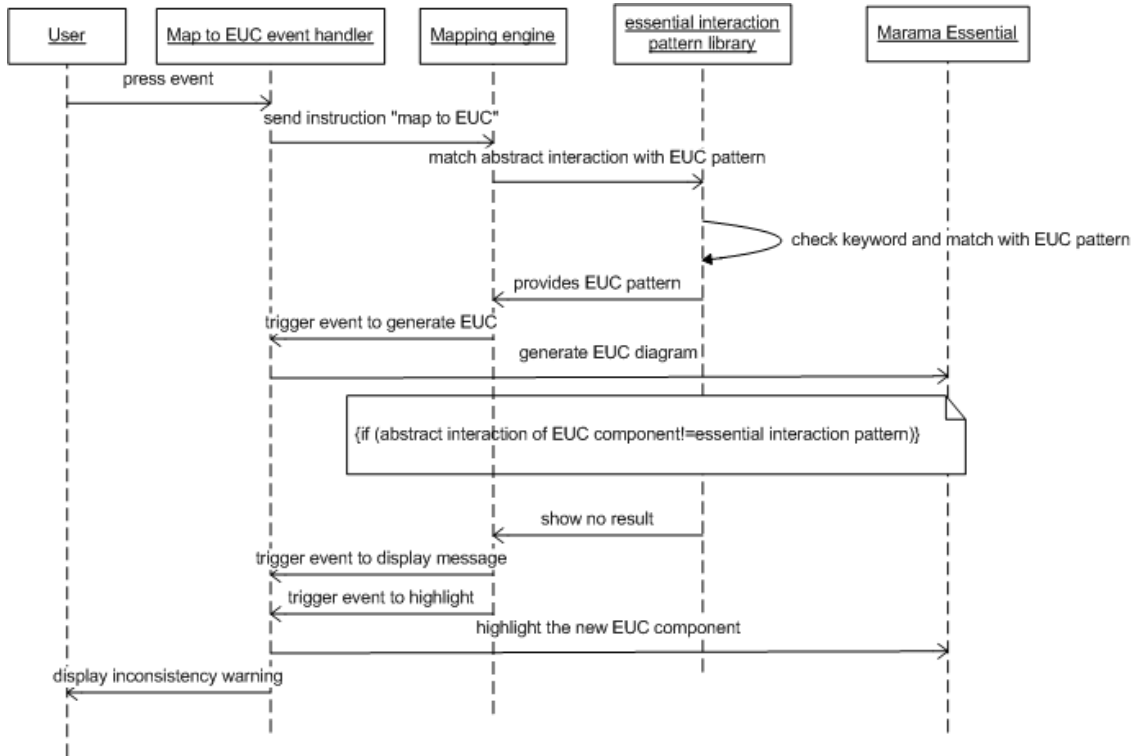 User
Map to EUC event handler
Mapping engine
essential interaction
pattern library
Marama Essential
press event
send instruction "map to EUC"
match abstract interaction with EUC pattern
check keyword and match with EUC pattern
provides EUC pattern
trigger event to generate EUC
generate EUC diagram
{if (abstract interaction of EUC component!=essential interaction pattern)}
show no result
trigger event to display message
trigger event to highlight
highlight the new EUC component
display inconsistency warning